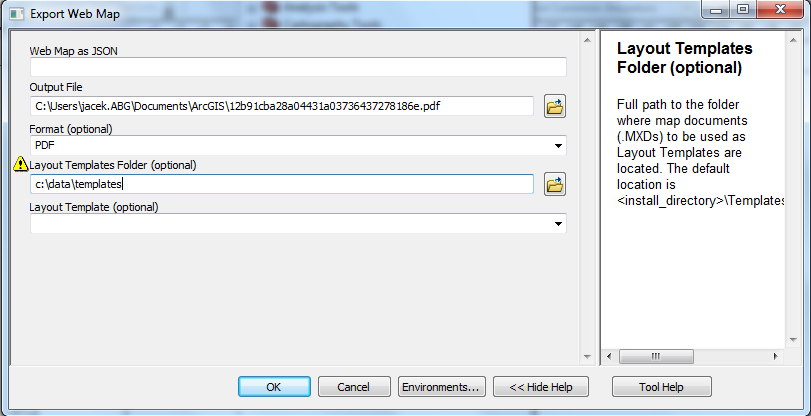 Export Web Map
Web Map as JSON
Output File
C:\Users\jacek.ABG\Documents\ArcGIS\12b91cba28a04431a03736437278186e.pdf
Format (optional)
PDF
Layout Templates Folder (optional)
c:\data\templates
Layout Template (optional)
Layout Templates
Folder (optional)
Full path to the folder
where map documents
(.MXDs) to be used as
Layout Templates are
located. The default
location is
<install_directory>\Templates
OK
Cancel
Environments...
<< Hide Help
Tool Help